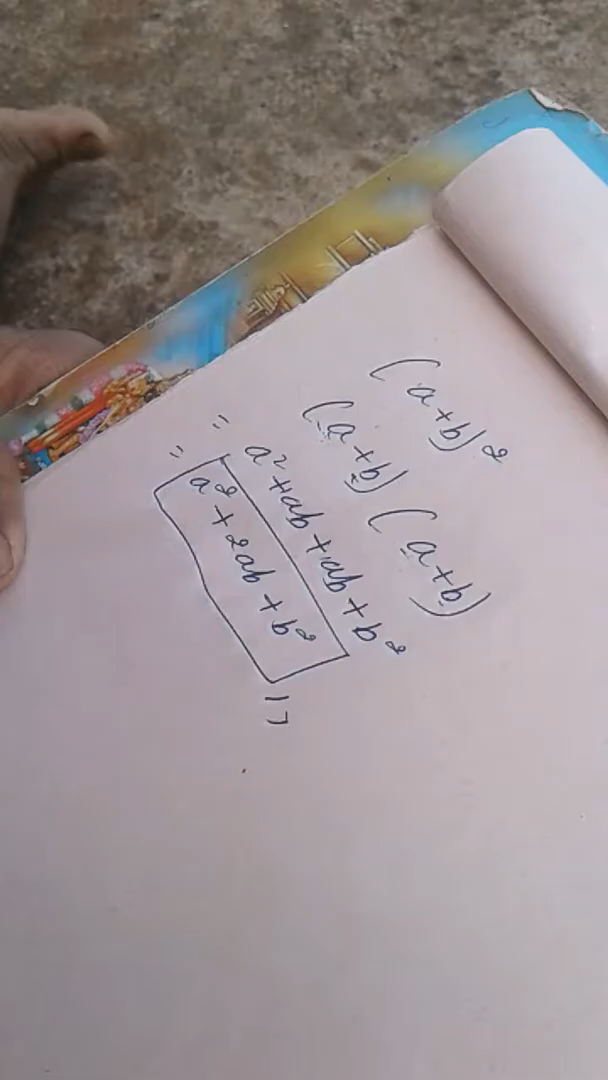 (a+b)²
(a+b) (a+b)
= a²+ab+ab+b²
= a²+2ab+b²